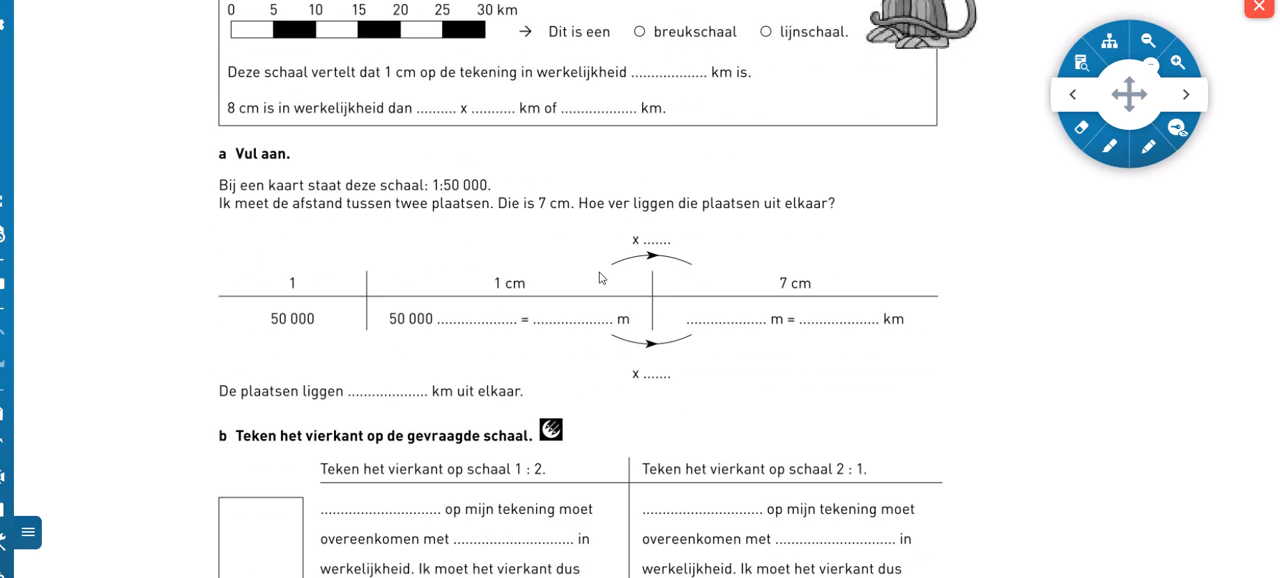 0 5 10 15 20 25 30 km
→ Dit is een ○ breukschaal ○ lijnschaal.
Deze schaal vertelt dat 1 cm op de tekening in werkelijkheid ................... km is.
8 cm is in werkelijkheid dan .......... x ........... km of ................... km.
a Vul aan.
Bij een kaart staat deze schaal: 1:50 000.
Ik meet de afstand tussen twee plaatsen. Die is 7 cm. Hoe ver liggen die plaatsen uit elkaar?
x .......
1 1 cm 7 cm
50 000 50 000 .................... = .................... m .................... m = .................... km
x .......
De plaatsen liggen .................... km uit elkaar.
b Teken het vierkant op de gevraagde schaal.
Teken het vierkant op schaal 1 : 2. Teken het vierkant op schaal 2 : 1.
.............................. op mijn tekening moet .............................. op mijn tekening moet
overeenkomen met .............................. in overeenkomen met .............................. in
werkelijkheid. Ik moet het vierkant dus werkelijkheid. Ik moet het vierkant dus